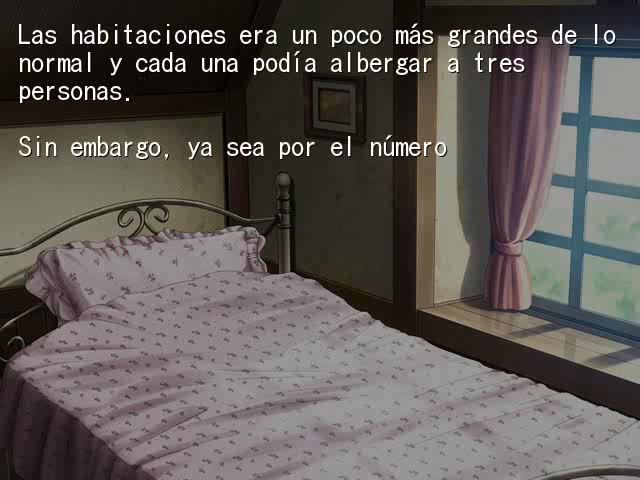 Las habitaciones era un poco más grandes de lo
normal y cada una podía albergar a tres
personas.
Sin embargo, ya sea por el número